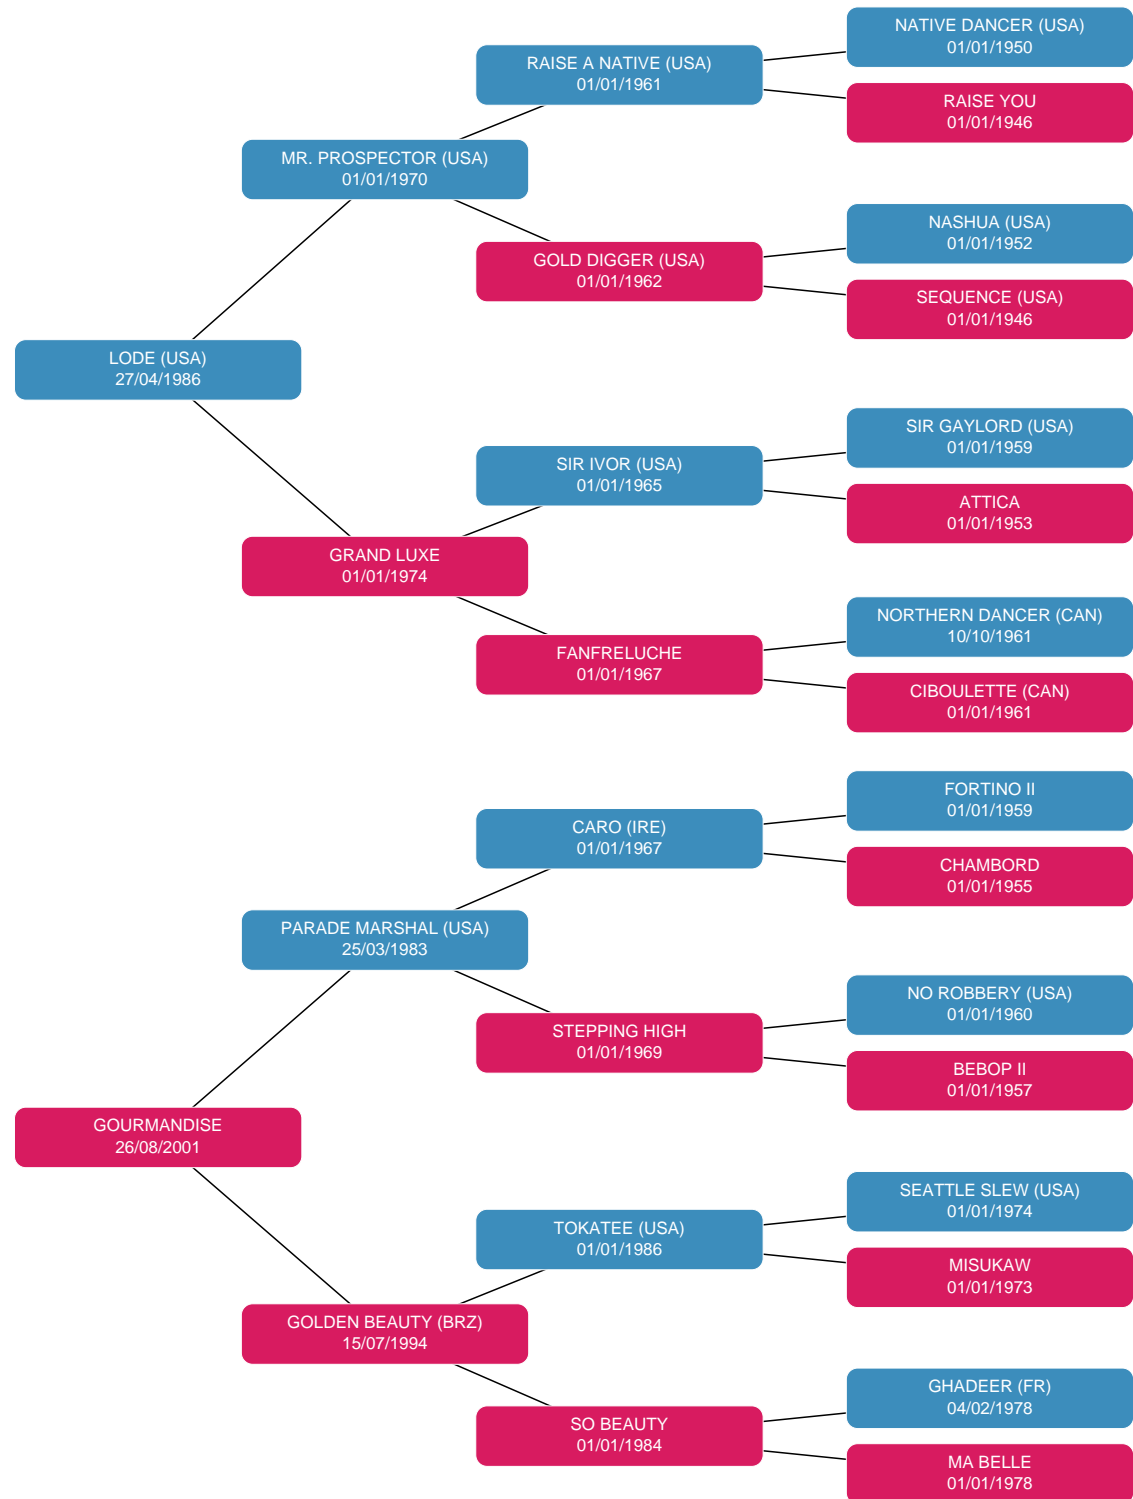 NATIVE DANCER (USA)
01/01/1950
RAISE A NATIVE (USA)
01/01/1961
RAISE YOU
01/01/1946
MR. PROSPECTOR (USA)
01/01/1970
NASHUA (USA)
01/01/1952
GOLD DIGGER (USA)
01/01/1962
SEQUENCE (USA)
01/01/1946
LODE (USA)
27/04/1986
SIR GAYLORD (USA)
01/01/1959
SIR IVOR (USA)
01/01/1965
ATTICA
01/01/1953
GRAND LUXE
01/01/1974
NORTHERN DANCER (CAN)
10/10/1961
FANFRELUCHE
01/01/1967
CIBOULETTE (CAN)
01/01/1961
FORTINO II
01/01/1959
CARO (IRE)
01/01/1967
CHAMBORD
01/01/1955
PARADE MARSHAL (USA)
25/03/1983
NO ROBBERY (USA)
01/01/1960
STEPPING HIGH
01/01/1969
BEBOP II
01/01/1957
GOURMANDISE
26/08/2001
SEATTLE SLEW (USA)
01/01/1974
TOKATEE (USA)
01/01/1986
MISUKAW
01/01/1973
GOLDEN BEAUTY (BRZ)
15/07/1994
GHADEER (FR)
04/02/1978
SO BEAUTY
01/01/1984
MA BELLE
01/01/1978